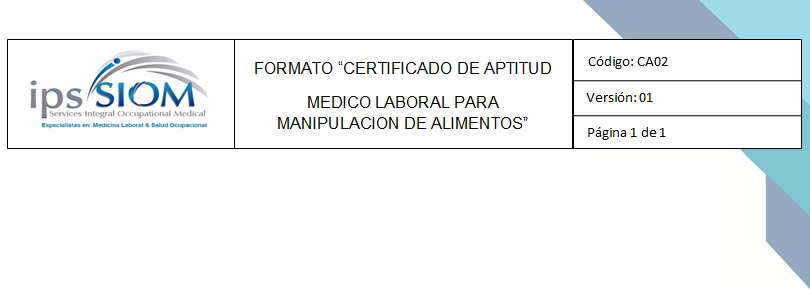 ips SIOM
Services Integral Occupational Medical
Especialistas en Medicina Laboral & Salud Ocupacional
FORMATO “CERTIFICADO DE APTITUD
MEDICO LABORAL PARA
MANIPULACION DE ALIMENTOS”
Código: CA02
Versión: 01
Página 1 de 1